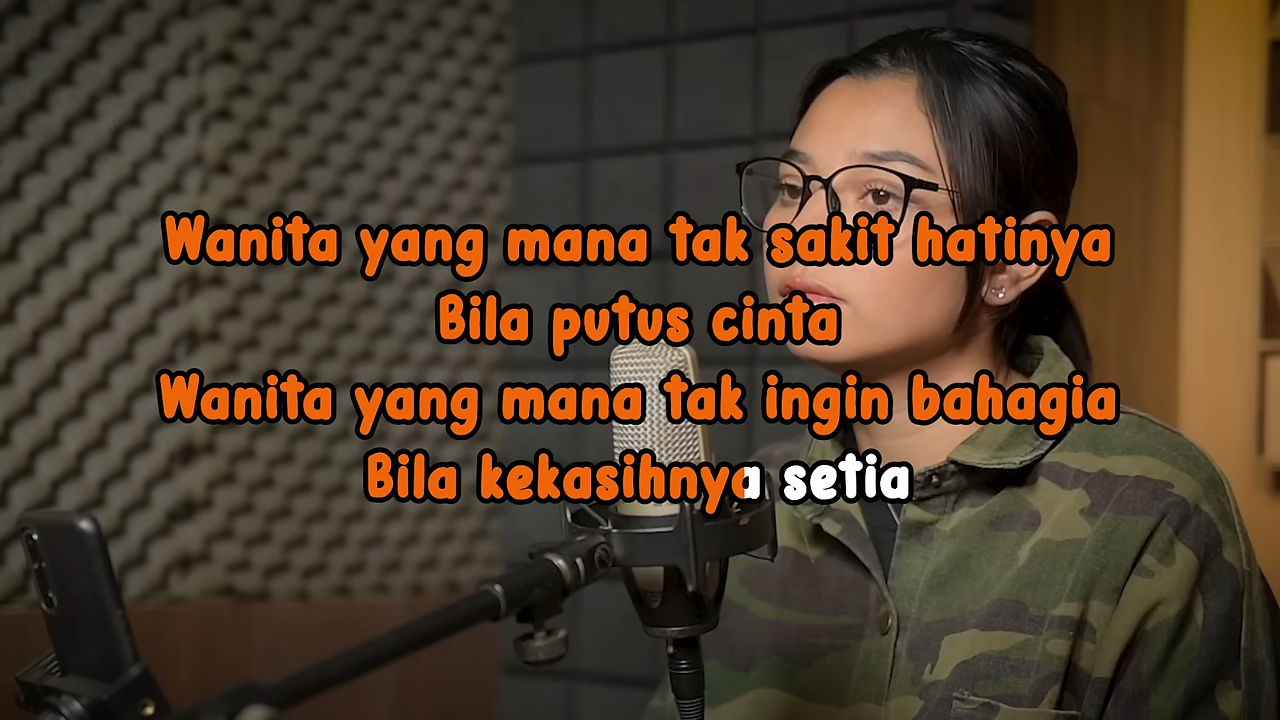 Wanita yang mana tak sakit hatinya
Bila putus cinta
Wanita yang mana tak ingin bahagia
Bila kekasihnya setia